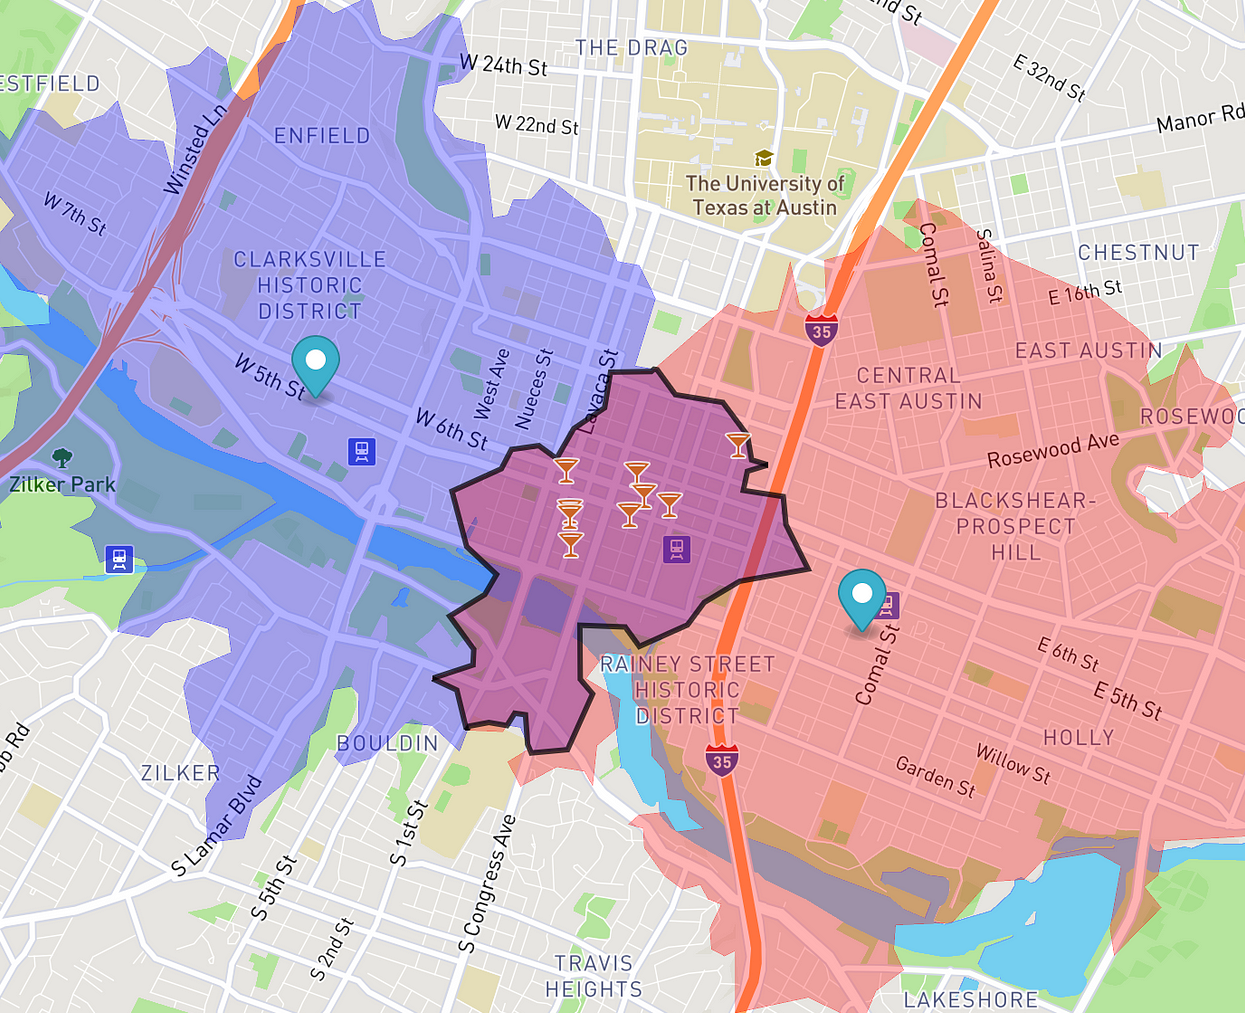 2nd St
THE DRAG
W 24th St
E 32nd St
ESTFIELD
Manor Rd
W 22nd St
ENFIELD
Winsted Ln
The University of
Texas at Austin
W 7th St
Comal St
Salina St
CHESTNUT
CLARKSVILLE
HISTORIC
DISTRICT
E 16th St
35
EAST AUSTIN
W 5th St
West Ave
Nueces St
Lavaca St
CENTRAL
EAST AUSTIN
ROSEWOO
W 6th St
Rosewood Ave
Zilker Park
BLACKSHEAR-
PROSPECT
HILL
Comal St
E 6th St
RAINEY STREET
HISTORIC
DISTRICT
E 5th St
bb Rd
BOULDIN
HOLLY
35
ZILKER
Willow St
Garden St
S Lamar Blvd
S 1st St
S Congress Ave
S 5th St
S 2nd St
TRAVIS
HEIGHTS
LAKESHORE